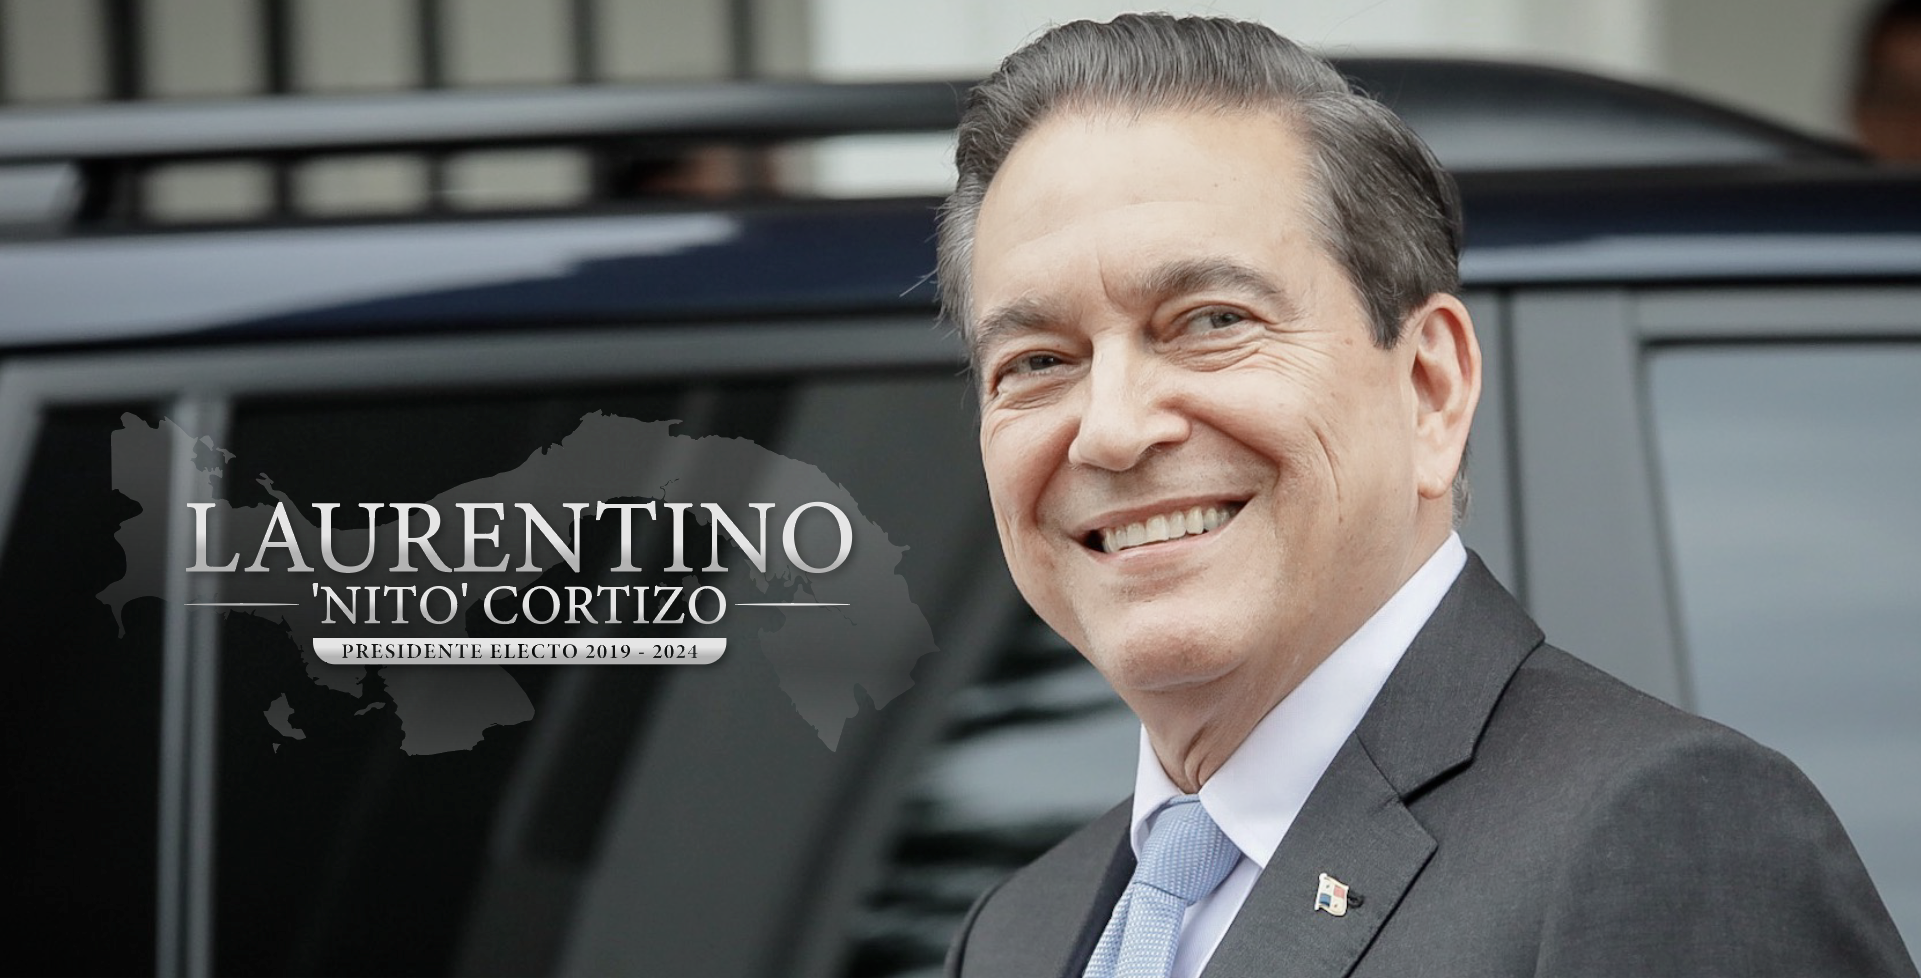 LAURENTINO
'NITO' CORTIZO
PRESIDENTE ELECTO 2019 - 2024